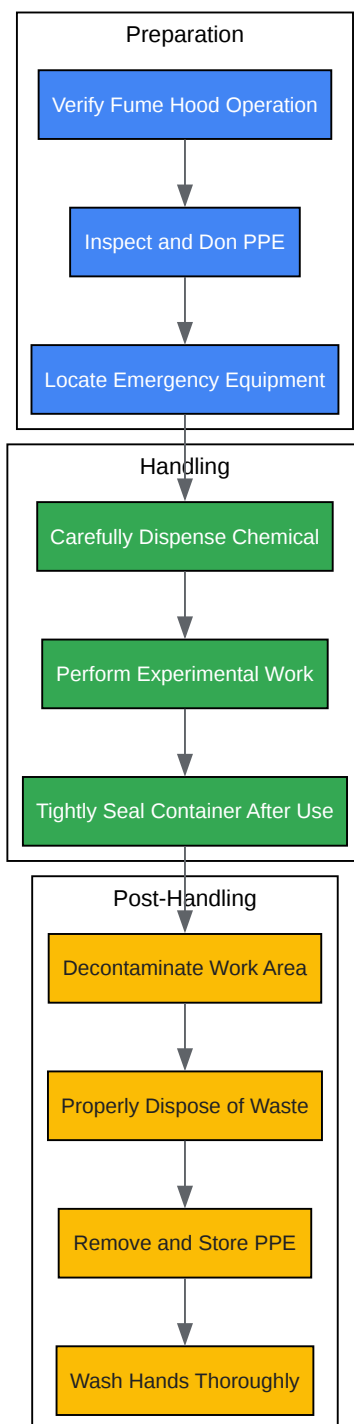 Preparation
Verify Fume Hood Operation
Inspect and Don PPE
Locate Emergency Equipment
Handling
Carefully Dispense Chemical
Perform Experimental Work
Tightly Seal Container After Use
Post-Handling
Decontaminate Work Area
Properly Dispose of Waste
Remove and Store PPE
Wash Hands Thoroughly